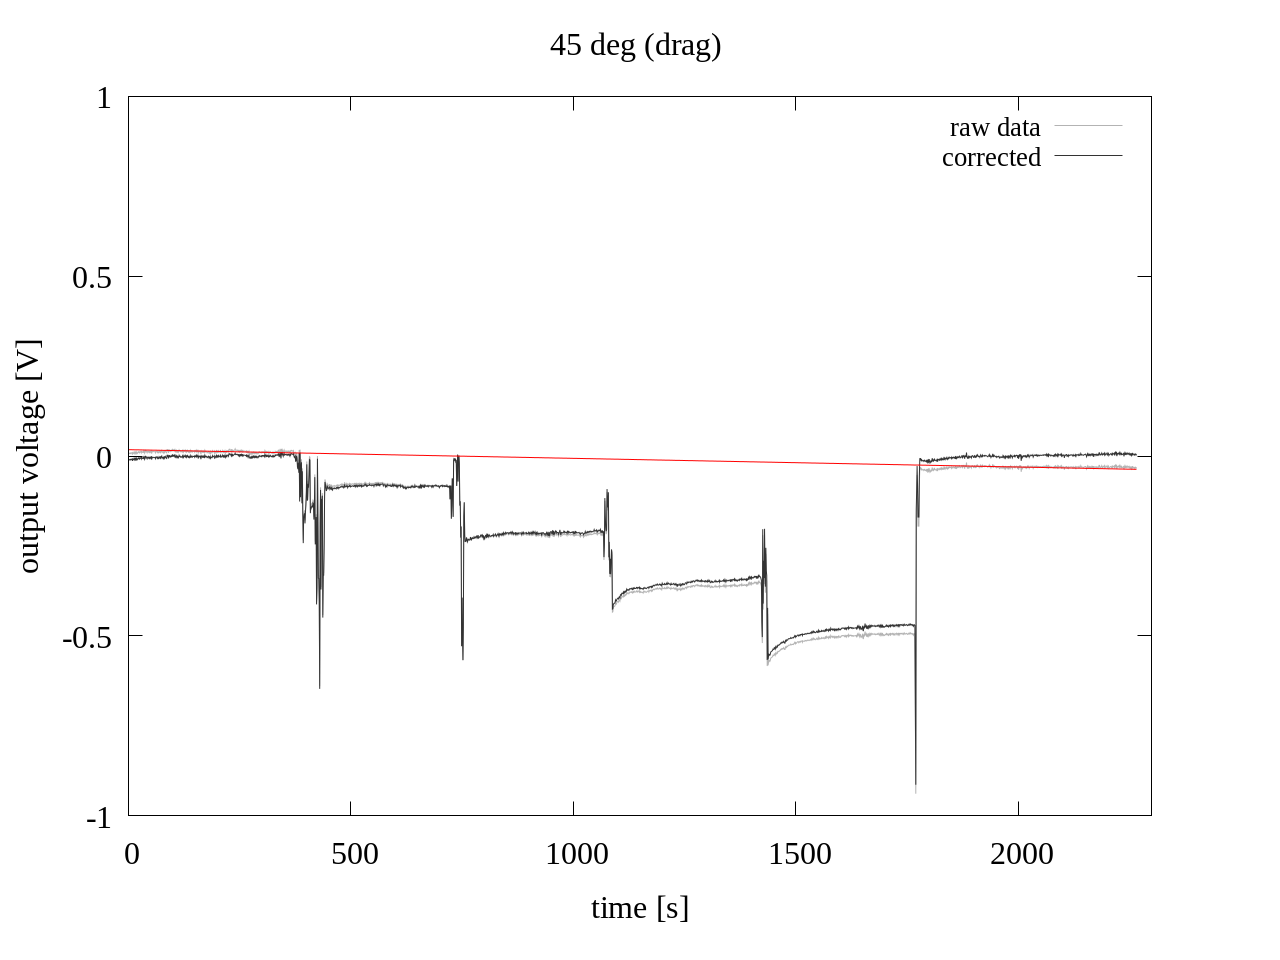 45 deg (drag)
raw data
corrected
output voltage [V]
1
0.5
0
-0.5
-1
0 500 1000 1500 2000
time [s]